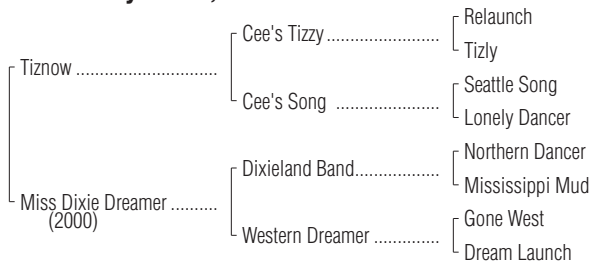 Relaunch
Cee's Tizzy ......................
Tizly
Tiznow ............................
Seattle Song
Cee's Song ....................
Lonely Dancer
Northern Dancer
Dixieland Band.................
Mississippi Mud
Miss Dixie Dreamer .........
(2000)
Gone West
Western Dreamer .............
Dream Launch